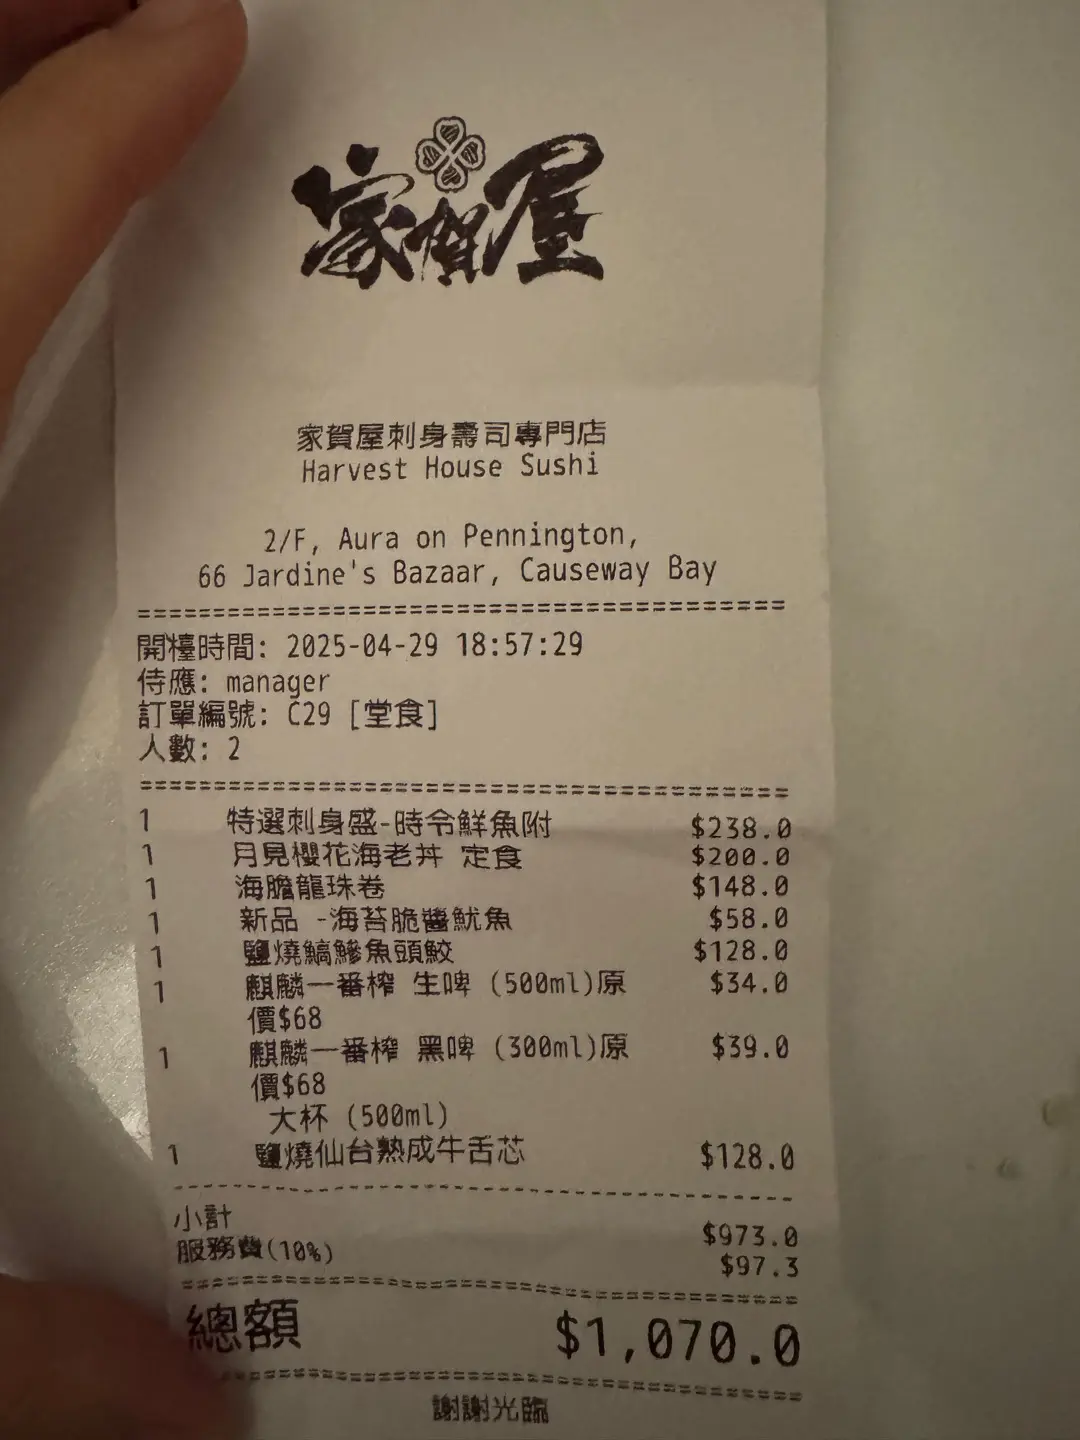 家賀屋
家賀屋刺身壽司專門店
Harvest House Sushi
2/F, Aura on Pennington,
66 Jardine's Bazaar, Causeway Bay
========================================
開檯時間: 2025-04-29 18:57:29
侍應: manager
訂單編號: C29 [堂食]
人數: 2
========================================
1 特選刺身盛-時令鮮魚附 $238.0
1 月見櫻花海老丼 定食 $200.0
1 海膽龍珠卷 $148.0
1 新品 -海苔脆醬魷魚 $58.0
1 鹽燒鰝鰺魚頭鮫 $128.0
1 麒麟一番榨 生啤 (500ml)原 $34.0
價$68
1 麒麟一番榨 黑啤 (300ml)原 $39.0
價$68
大杯 (500ml)
1 鹽燒仙台熟成牛舌芯 $128.0
----------------------------------------
小計 $973.0
服務費(10%) $97.3
========================================
總額 $1,070.0
========================================
謝謝光臨